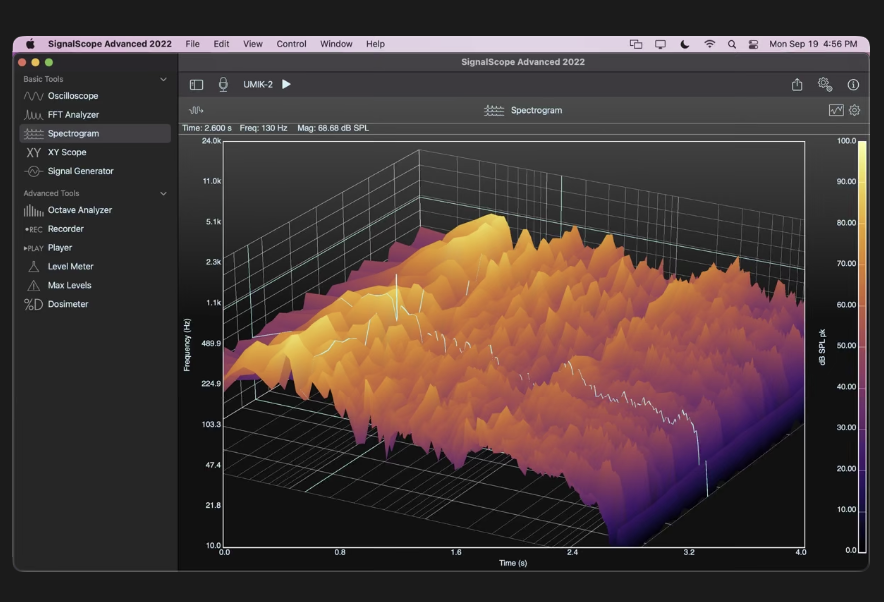 SignalScope Advanced 2022 File Edit View Control Window Help Mon Sep 19 4:56 PM
SignalScope Advanced 2022
Basic Tools
Oscilloscope
FFT Analyzer
Spectrogram
XY XY Scope
Signal Generator
Advanced Tools
Octave Analyzer
•REC Recorder
▸PLAY Player
Level Meter
Max Levels
%D Dosimeter
UMIK-2
Spectrogram
Time: 2.600 s Freq: 130 Hz Mag: 68.68 dB SPL
Frequency (Hz)
24.0k
11.0k
5.1k
2.3k
1.1k
489.9
224.9
103.3
47.4
21.8
10.0
0.0 0.8 1.6 2.4 3.2 4.0
Time (s)
dB SPL pk
100.0
90.00
80.00
70.00
60.00
50.00
40.00
30.00
20.00
10.00
0.0